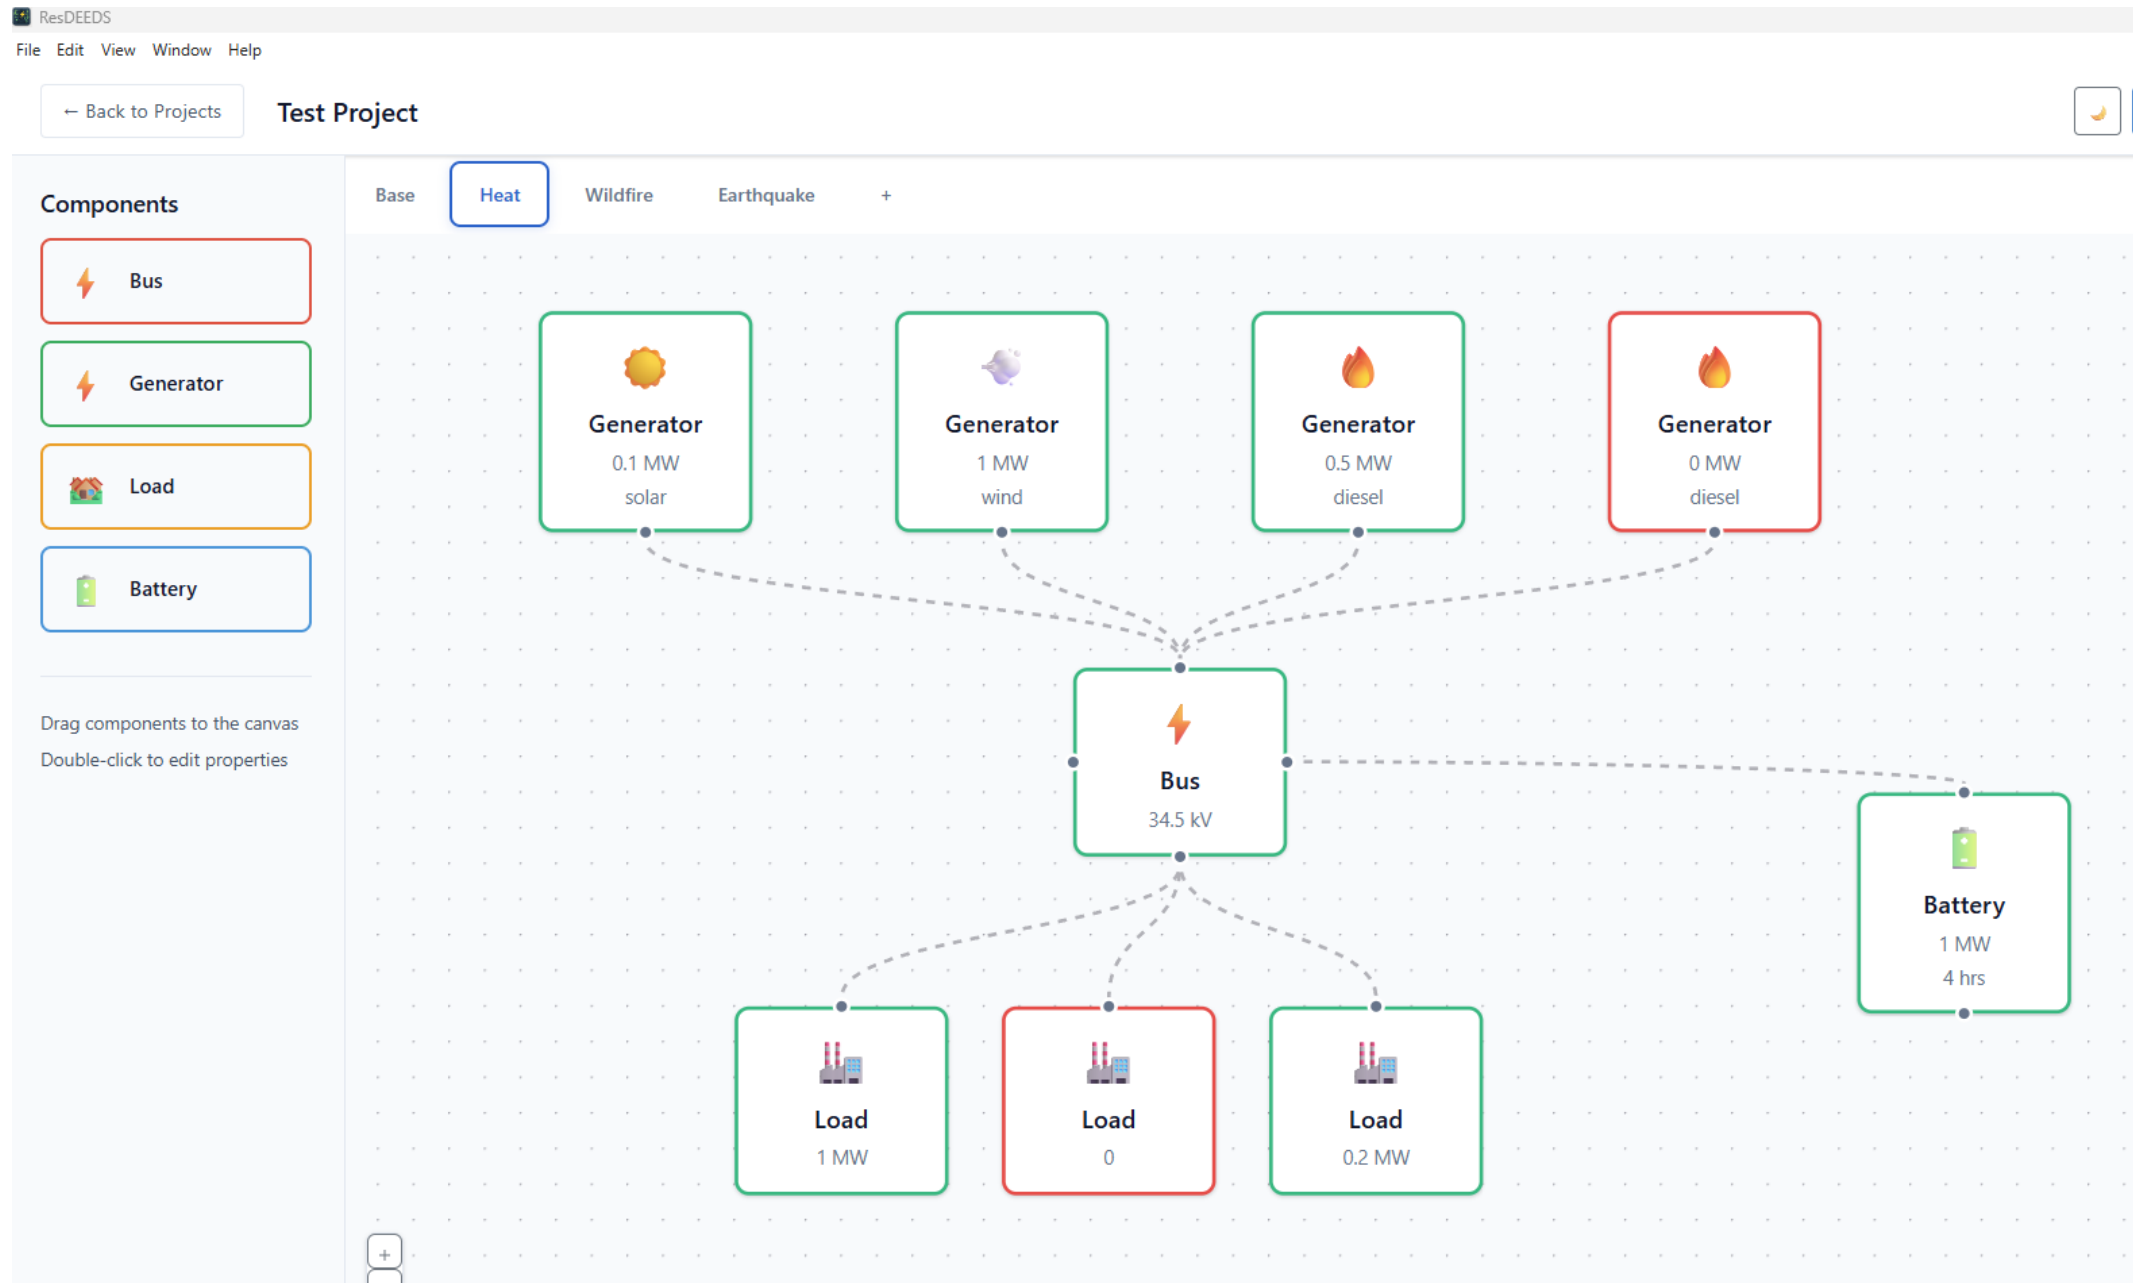 ResDEEDS
File Edit View Window Help
← Back to Projects
Test Project
Components
Bus
Generator
Load
Battery
Drag components to the canvas
Double-click to edit properties
Base Heat Wildfire Earthquake +
Generator
0.1 MW
solar
Generator
1 MW
wind
Generator
0.5 MW
diesel
Generator
0 MW
diesel
Bus
34.5 kV
Battery
1 MW
4 hrs
Load
1 MW
Load
0
Load
0.2 MW
+